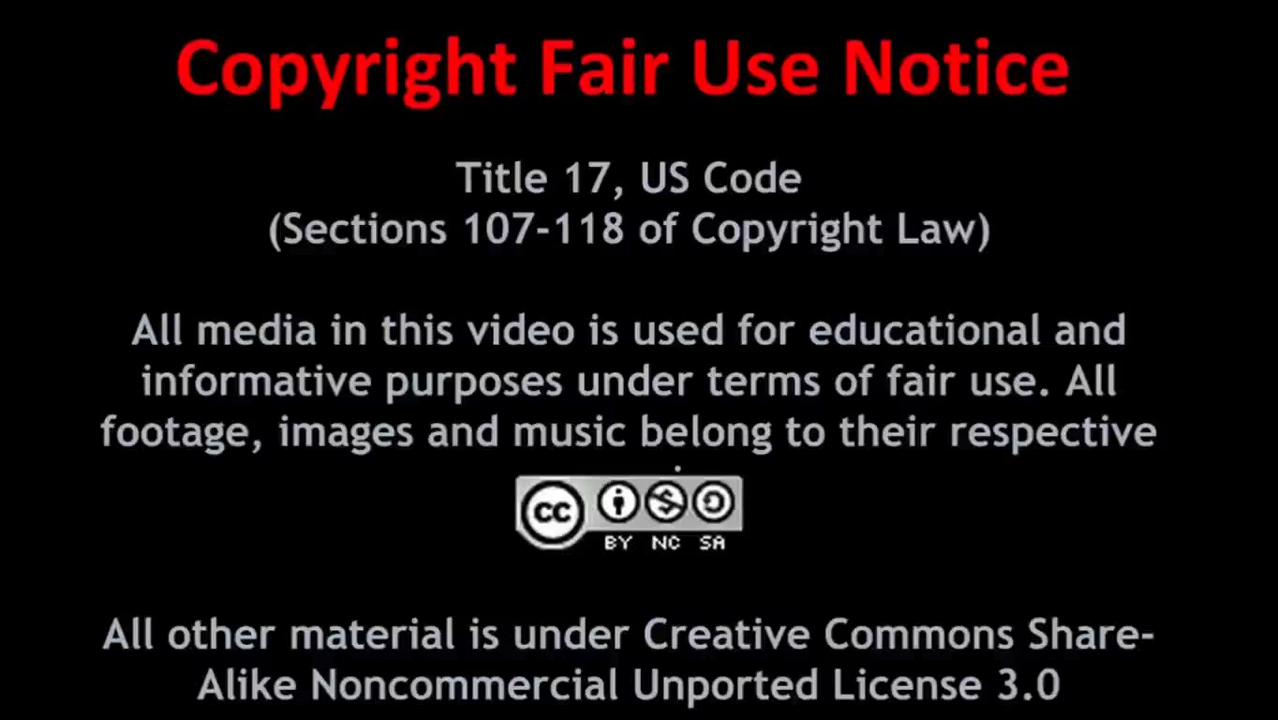 Copyright Fair Use Notice
Title 17, US Code
(Sections 107-118 of Copyright Law)
All media in this video is used for educational and
informative purposes under terms of fair use. All
footage, images and music belong to their respective
.
cc
BY NC SA
All other material is under Creative Commons Share-
Alike Noncommercial Unported License 3.0